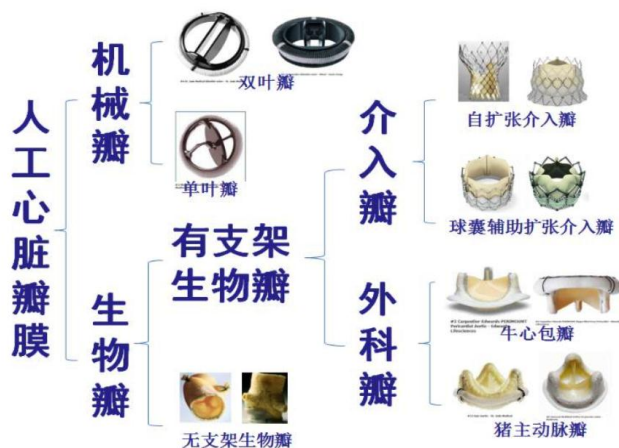 人工心脏瓣膜
机械瓣
双叶瓣
单叶瓣
生物瓣
有支架
生物瓣
无支架生物瓣
介入瓣
自扩张介入瓣
球囊辅助扩张介入瓣
外科瓣
牛心包瓣
猪主动脉瓣